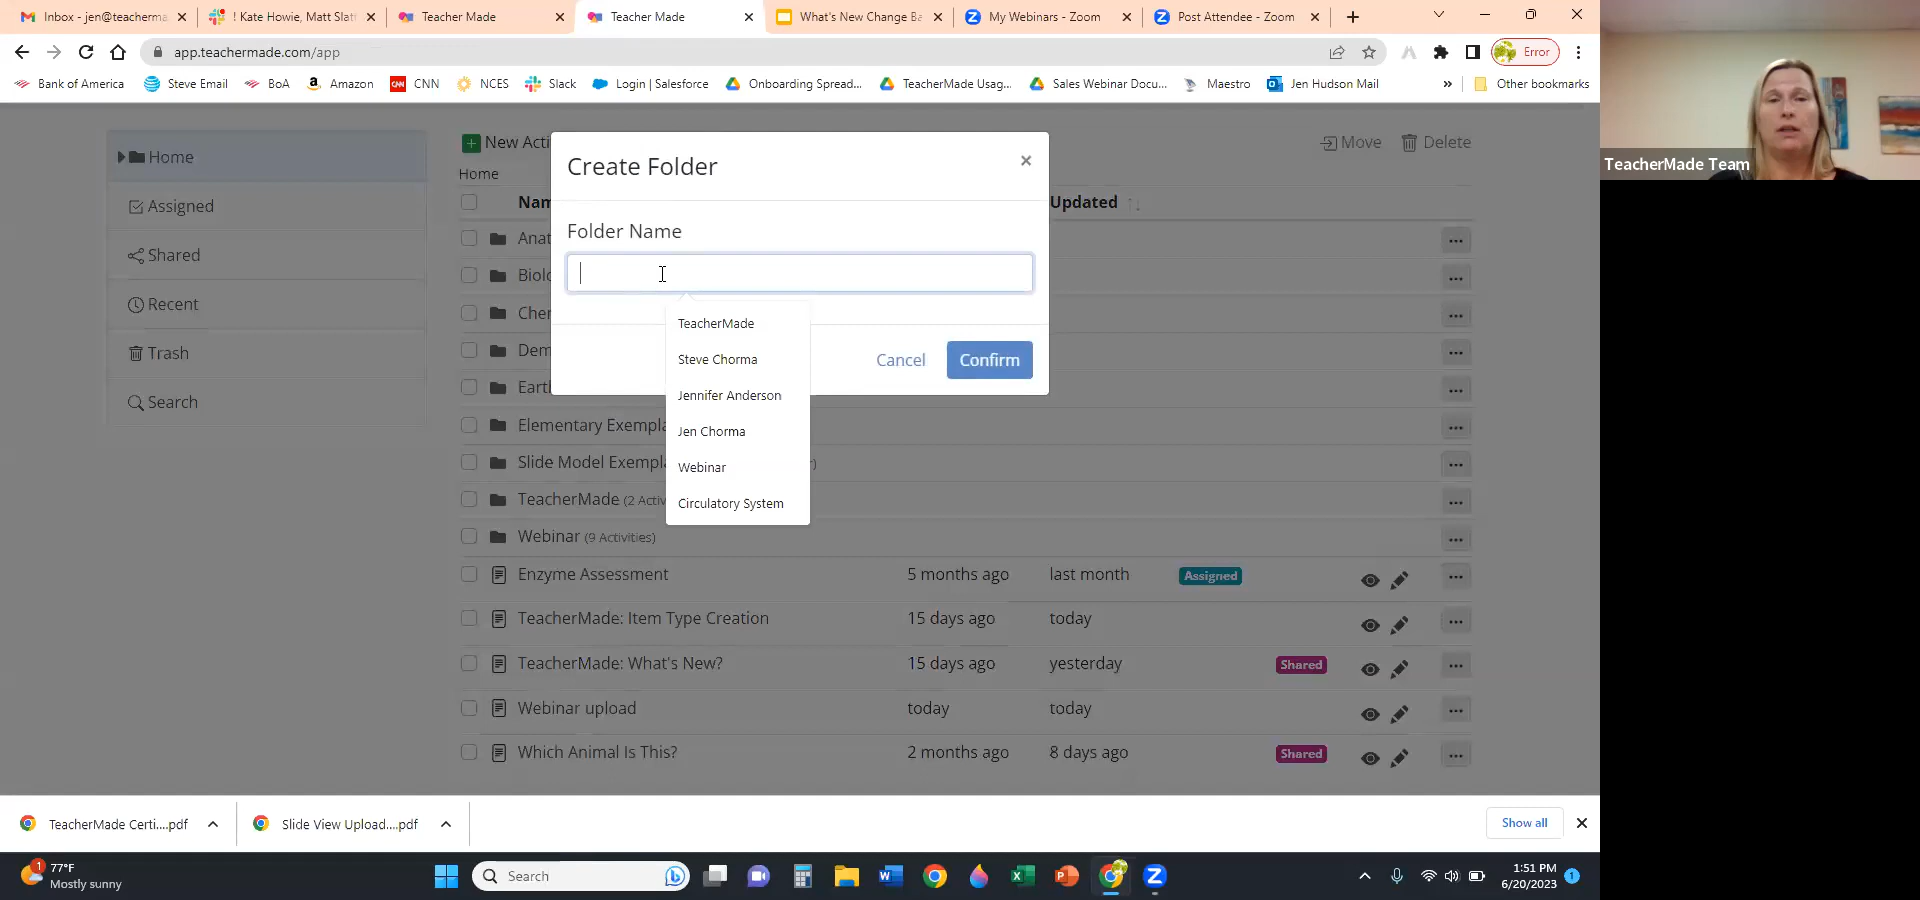 Inbox - jen@teacherma
! Kate Howie, Matt Slat
Teacher Made
Teacher Made
What's New Change Ba
My Webinars - Zoom
Post Attendee - Zoom
app.teachermade.com/app
Error
Bank of America
Steve Email
BoA
Amazon
CNN
NCES
Slack
Login | Salesforce
Onboarding Spread...
TeacherMade Usag...
Sales Webinar Docu...
Maestro
Jen Hudson Mail
»
Other bookmarks
TeacherMade Team
Home
Assigned
Shared
Recent
Trash
Search
New Acti
Move
Delete
Home
Nam
Updated
Create Folder
×
Folder Name
Cancel
Confirm
TeacherMade
Steve Chorma
Jennifer Anderson
Jen Chorma
Webinar
Circulatory System
Anat
Biolo
Cher
Dem
Earth
Elementary Exempla
Slide Model Exempla
TeacherMade (2 Activ
Webinar (9 Activities)
Enzyme Assessment 5 months ago last month Assigned
TeacherMade: Item Type Creation 15 days ago today
TeacherMade: What's New? 15 days ago yesterday Shared
Webinar upload today today
Which Animal Is This? 2 months ago 8 days ago Shared
TeacherMade Certi....pdf
Slide View Upload....pdf
Show all
1
77°F
Mostly sunny
Search
1:51 PM
6/20/2023
1